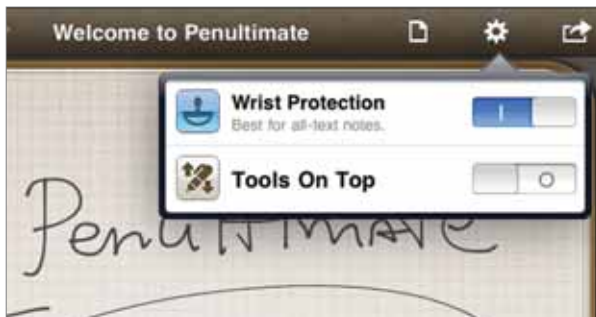 Welcome to Penultimate
Wrist Protection
Best for all-text notes.
Tools On Top
Penultimate